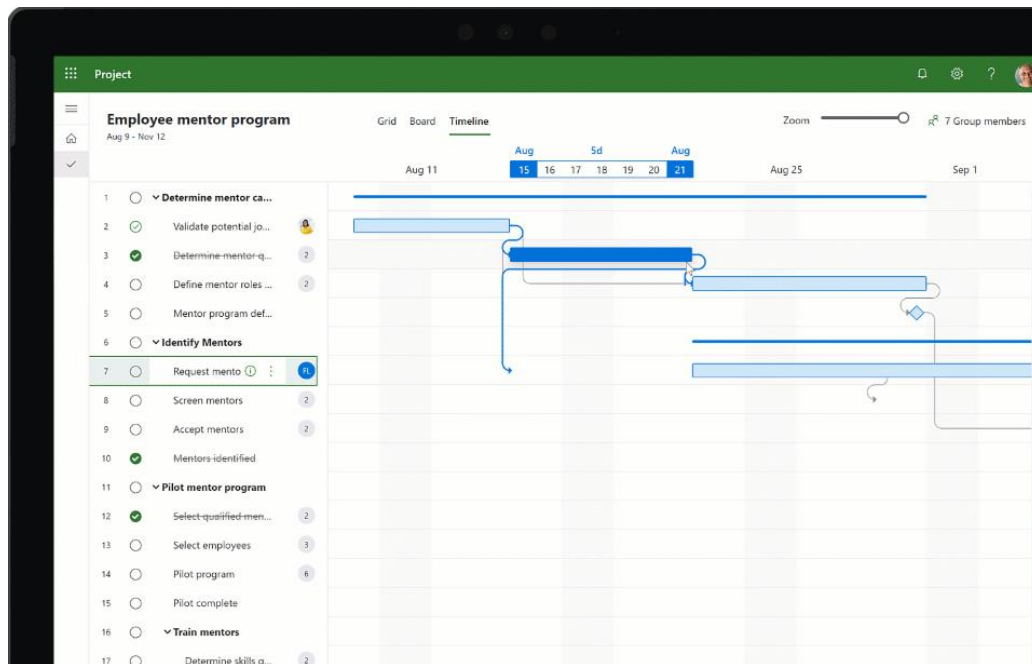 Project
Employee mentor program
Aug 9 - Nov 12
Grid Board Timeline
Zoom
7 Group members
Aug 5d Aug
Aug 11 15 16 17 18 19 20 21 Aug 25 Sep 1
1 Determine mentor ca...
2 Validate potential jo...
3 Determine mentor q... 2
4 Define mentor roles ... 2
5 Mentor program def...
6 Identify Mentors
7 Request mento FL
8 Screen mentors 2
9 Accept mentors 2
10 Mentors identified
11 Pilot mentor program
12 Select qualified men... 2
13 Select employees 3
14 Pilot program 6
15 Pilot complete
16 Train mentors
17 Determine skills g... 2